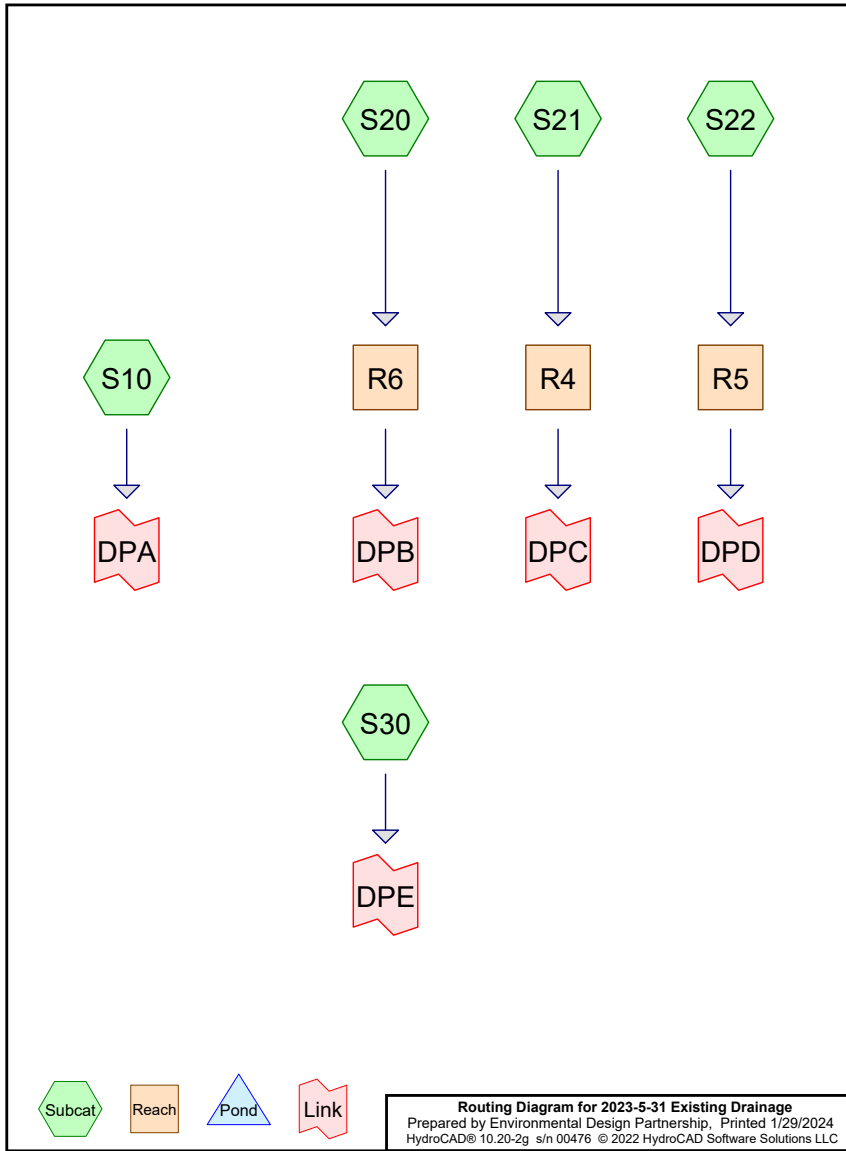 S20
S21
S22
S10
R6
R4
R5
DPA
DPB
DPC
DPD
S30
DPE
Subcat
Reach
Pond
Link
Routing Diagram for 2023-5-31 Existing Drainage
Prepared by Environmental Design Partnership, Printed 1/29/2024
HydroCAD® 10.20-2g s/n 00476 © 2022 HydroCAD Software Solutions LLC